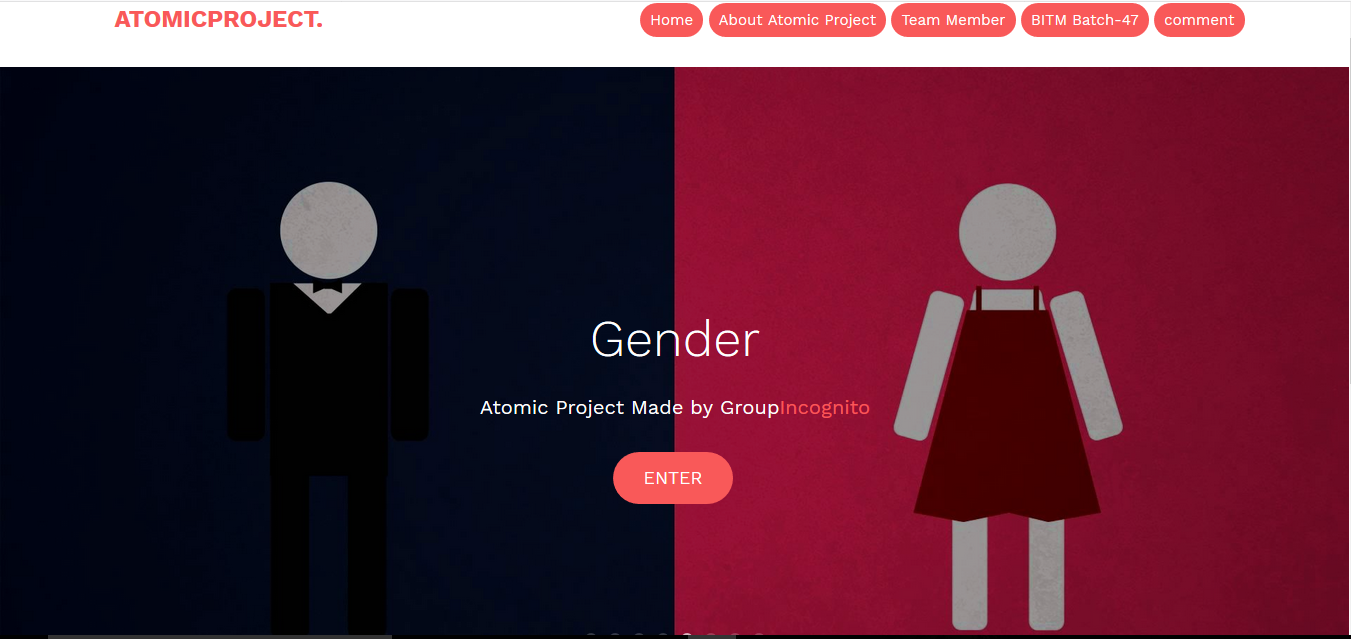 ATOMICPROJECT.
Home About Atomic Project Team Member BITM Batch-47 comment
Gender
Atomic Project Made by GroupIncognito
ENTER